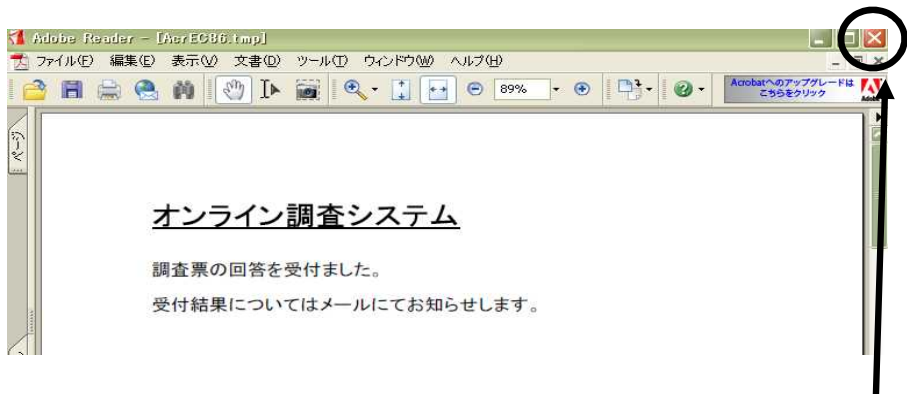 Adobe Reader - [AcrEC86.tmp]
ファイル(F) 編集(E) 表示(V) 文書(D) ツール(T) ウィンドウ(W) ヘルプ(H)
89%
Acrobatへのアップグレードは
こちらをクリック
Adobe
オンライン調査システム
調査票の回答を受付ました。
受付結果についてはメールにてお知らせします。